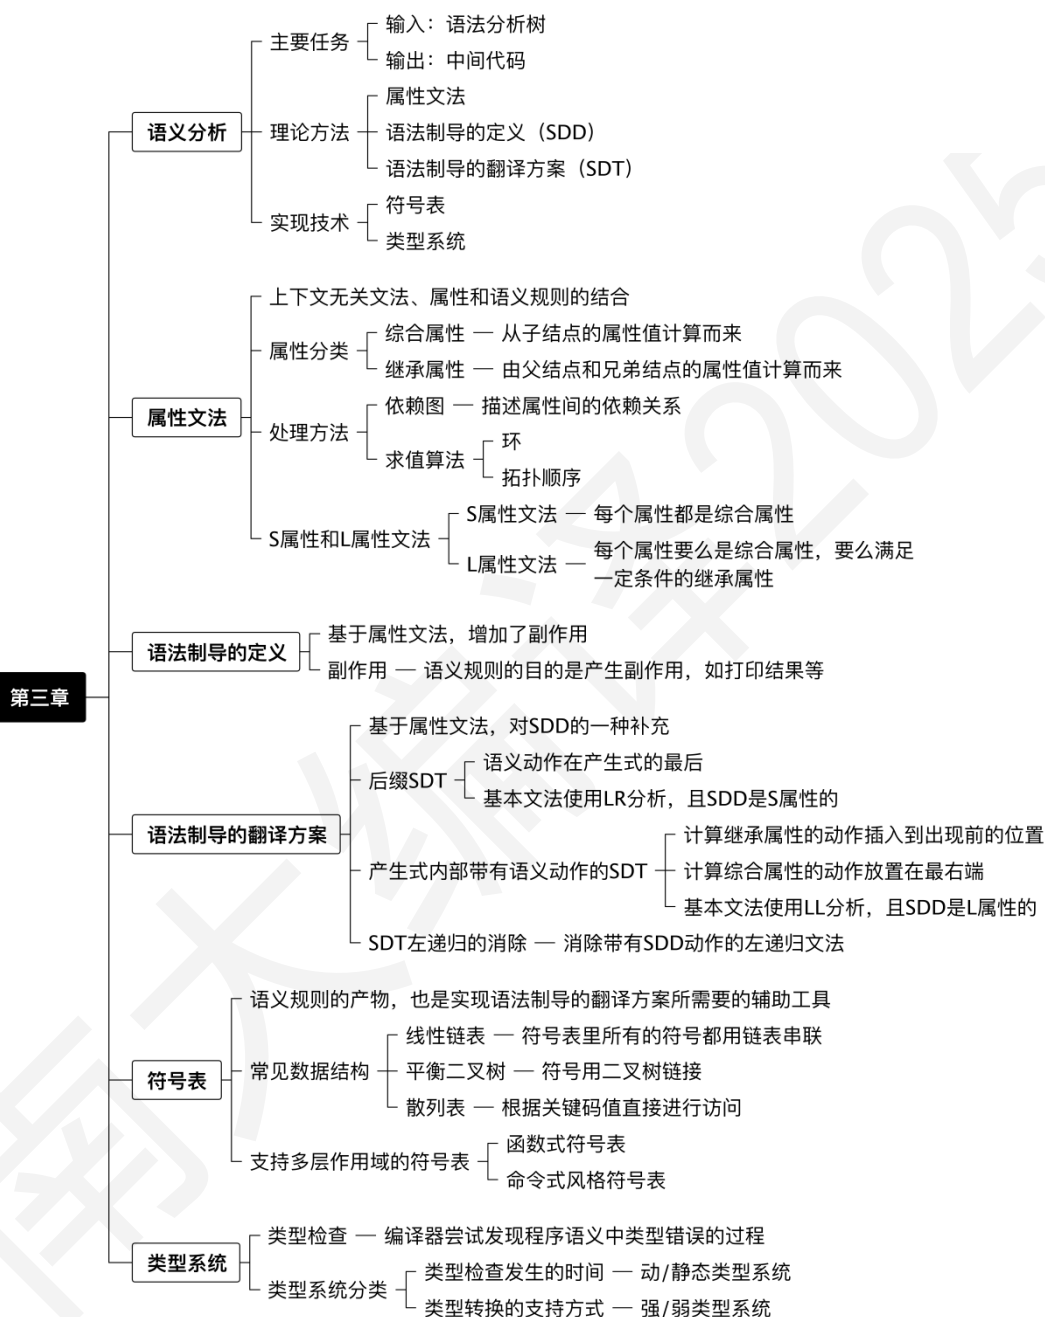 输入：语法分析树
主要任务
输出：中间代码
属性文法
语义分析
理论方法
语法制导的定义（SDD）
语法制导的翻译方案（SDT）
符号表
实现技术
类型系统
上下文无关文法、属性和语义规则的结合
综合属性 — 从子结点的属性值计算而来
属性分类
继承属性 — 由父结点和兄弟结点的属性值计算而来
属性文法
依赖图 — 描述属性间的依赖关系
处理方法
环
求值算法
拓扑顺序
S属性文法 — 每个属性都是综合属性
S属性和L属性文法
L属性文法 — 每个属性要么是综合属性，要么满足
一定条件的继承属性
基于属性文法，增加了副作用
语法制导的定义
副作用 — 语义规则的目的是产生副作用，如打印结果等
第三章
基于属性文法，对SDD的一种补充
语义动作在产生式的最后
后缀SDT
基本文法使用LR分析，且SDD是S属性的
语法制导的翻译方案
计算继承属性的动作插入到出现前的位置
产生式内部带有语义动作的SDT
计算综合属性的动作放置在最右端
基本文法使用LL分析，且SDD是L属性的
SDT左递归的消除 — 消除带有SDD动作的左递归文法
语义规则的产物，也是实现语法制导的翻译方案所需要的辅助工具
线性链表 — 符号表里所有的符号都用链表串联
符号表
常见数据结构
平衡二叉树 — 符号用二叉树链接
散列表 — 根据关键码值直接进行访问
函数式符号表
支持多层作用域的符号表
命令式风格符号表
类型检查 — 编译器尝试发现程序语义中类型错误的过程
类型系统
类型检查发生的时间 — 动/静态类型系统
类型系统分类
类型转换的支持方式 — 强/弱类型系统
南大编译2025